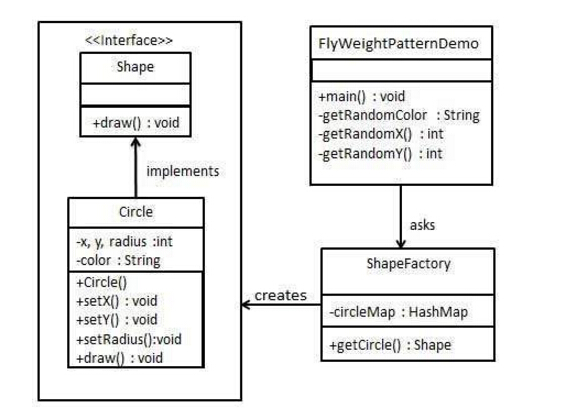 <<Interface>>
Shape
+draw() : void
implements
Circle
-x, y, radius :int
-color : String
+Circle()
+setX() : void
+setY() : void
+setRadius():void
+draw() : void
FlyWeightPatternDemo
+main() : void
-getRandomColor : String
-getRandomX() : int
-getRandomY() : int
asks
ShapeFactory
-circleMap : HashMap
+getCircle() : Shape
creates